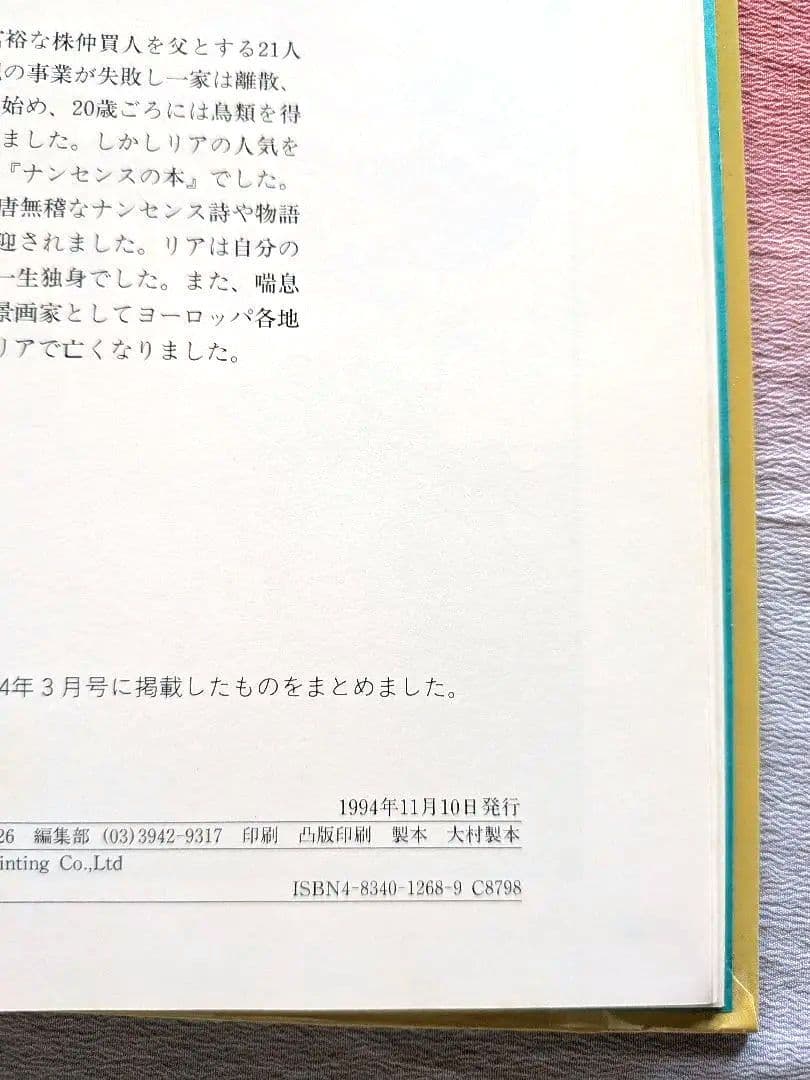 裕な株仲買人を父とする21人
の事業が失敗し一家は離散、
始め、20歳ごろには鳥類を得
ました。しかしリアの人気を
『ナンセンスの本』でした。
唐無稽なナンセンス詩や物語
迎されました。リアは自分の
一生独身でした。また、喘息
景画家としてヨーロッパ各地
リアで亡くなりました。
4年3月号に掲載したものをまとめました。
1994年11月10日発行
26 編集部 (03)3942-9317 印刷 凸版印刷 製本 大村製本
inting Co.,Ltd
ISBN4-8340-1268-9 C8798